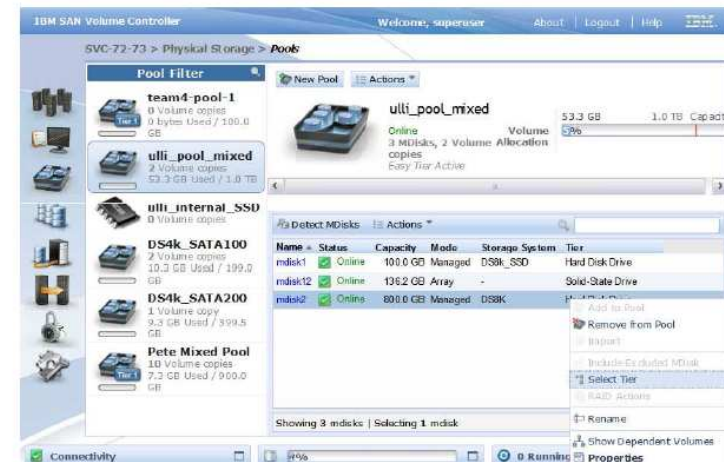 IBM SAN Volume Controller
Welcome, superuser
About | Logout | Help
IBM
SVC-72-73 > Physical Storage > Pools
Pool Filter
team4-pool-1
0 Volume copies
0 bytes Used / 100.0 GB
Tier 1
ulli_pool_mixed
2 Volume copies
53.3 GB Used / 1.0 TB
ulli_internal_SSD
0 Volume copies
DS4k_SATA100
2 Volume copies
10.3 GB Used / 199.0 GB
DS4k_SATA200
1 Volume copy
9.3 GB Used / 399.5 GB
Pete Mixed Pool
10 Volume copies
7.3 GB Used / 900.0 GB
Tier 1
New Pool
Actions
ulli_pool_mixed
Online
3 MDisks, 2 Volume copies
Easy Tier Active
Volume Allocation
53.3 GB
1.0 TB Capacit
5%
Detect MDisks
Actions
Name Status Capacity Mode Storage System Tier
mdisk1 Online 100.0 GB Managed DS8k_SSD Hard Disk Drive
mdisk12 Online 136.2 GB Array - Solid-State Drive
mdisk2 Online 800.0 GB Managed DS8K Hard Disk Drive
Add to Pool
Remove from Pool
Import
Include Excluded MDisk
Select Tier
RAID Actions
Rename
Show Dependent Volumes
Properties
Showing 3 mdisks | Selecting 1 mdisk
Connectivity
0 Running